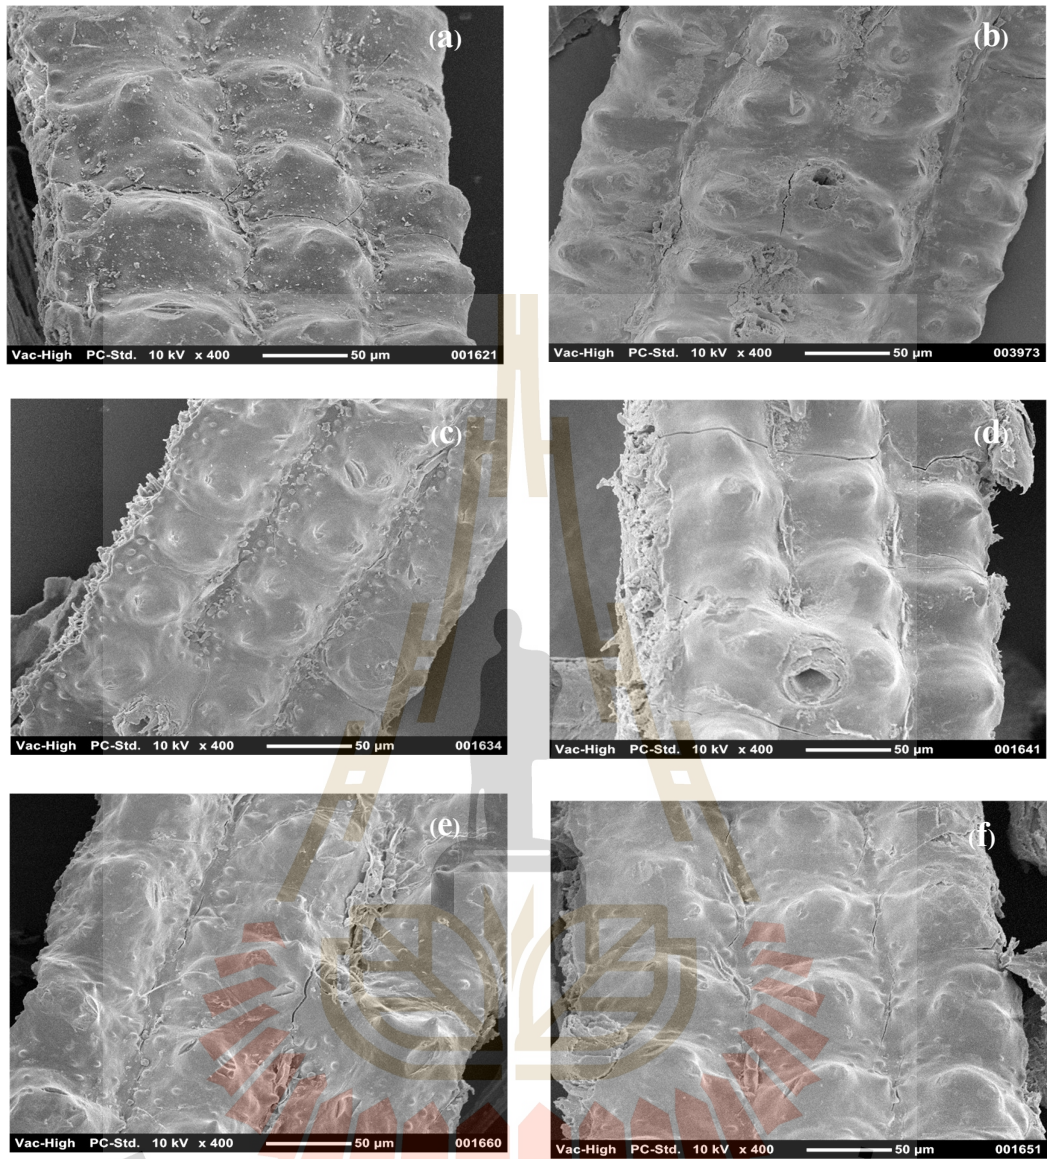 (a)
Vac-High PC-Std. 10 kV x 400 50 µm 001621
(b)
Vac-High PC-Std. 10 kV x 400 50 µm 003973
(c)
Vac-High PC-Std. 10 kV x 400 50 µm 001634
(d)
Vac-High PC-Std. 10 kV x 400 50 µm 001641
(e)
Vac-High PC-Std. 10 kV x 400 50 µm 001660
(f)
Vac-High PC-Std. 10 kV x 400 50 µm 001651